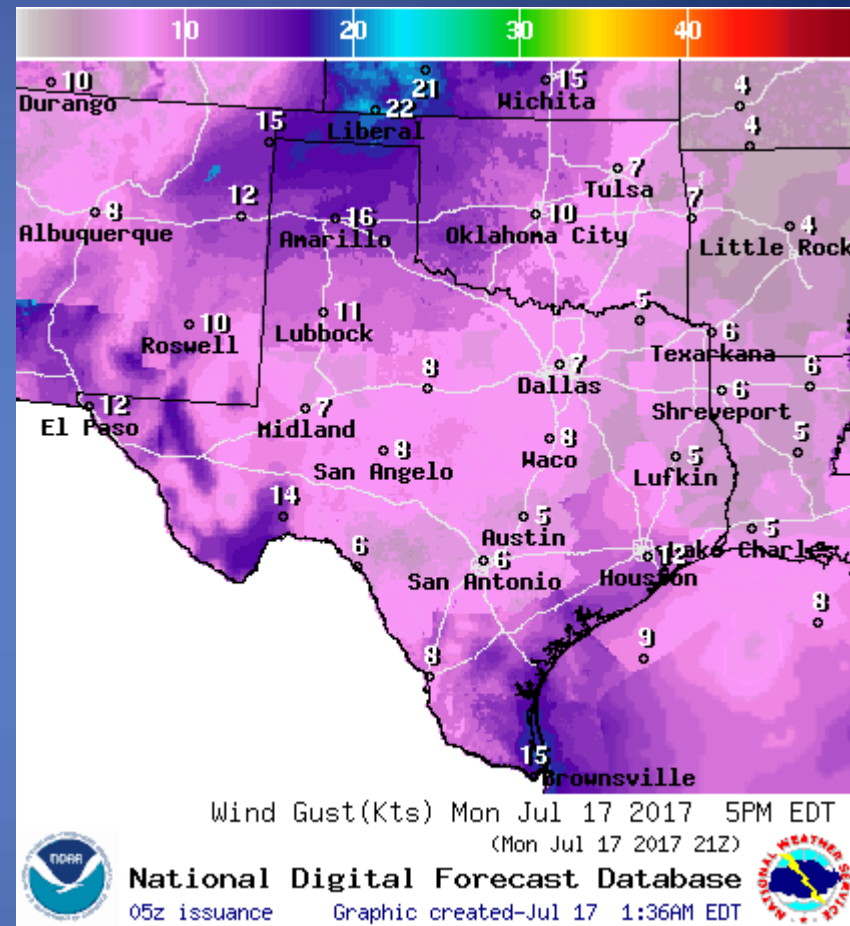 10 20 30 40
10
Durango
21
22
Liberal
15
Wichita
4
15
4
7
Tulsa
8
Albuquerque
12
16
Amarillo
10
Oklahoma City
7
4
Little Rock
10
Roswell
11
Lubbock
5
6
Texarkana
12
El Paso
7
Midland
8
7
Dallas
6
Shreveport
6
8
San Angelo
8
Waco
5
Lufkin
5
14
5
Austin
5
Lake Charles
6
6
San Antonio
12
Houston
8
9
8
15
Brownsville
Wind Gust(Kts) Mon Jul 17 2017 5PM EDT
(Mon Jul 17 2017 21Z)
National Digital Forecast Database
05z issuance Graphic created-Jul 17 1:36AM EDT
NOAA
NATIONAL WEATHER SERVICE